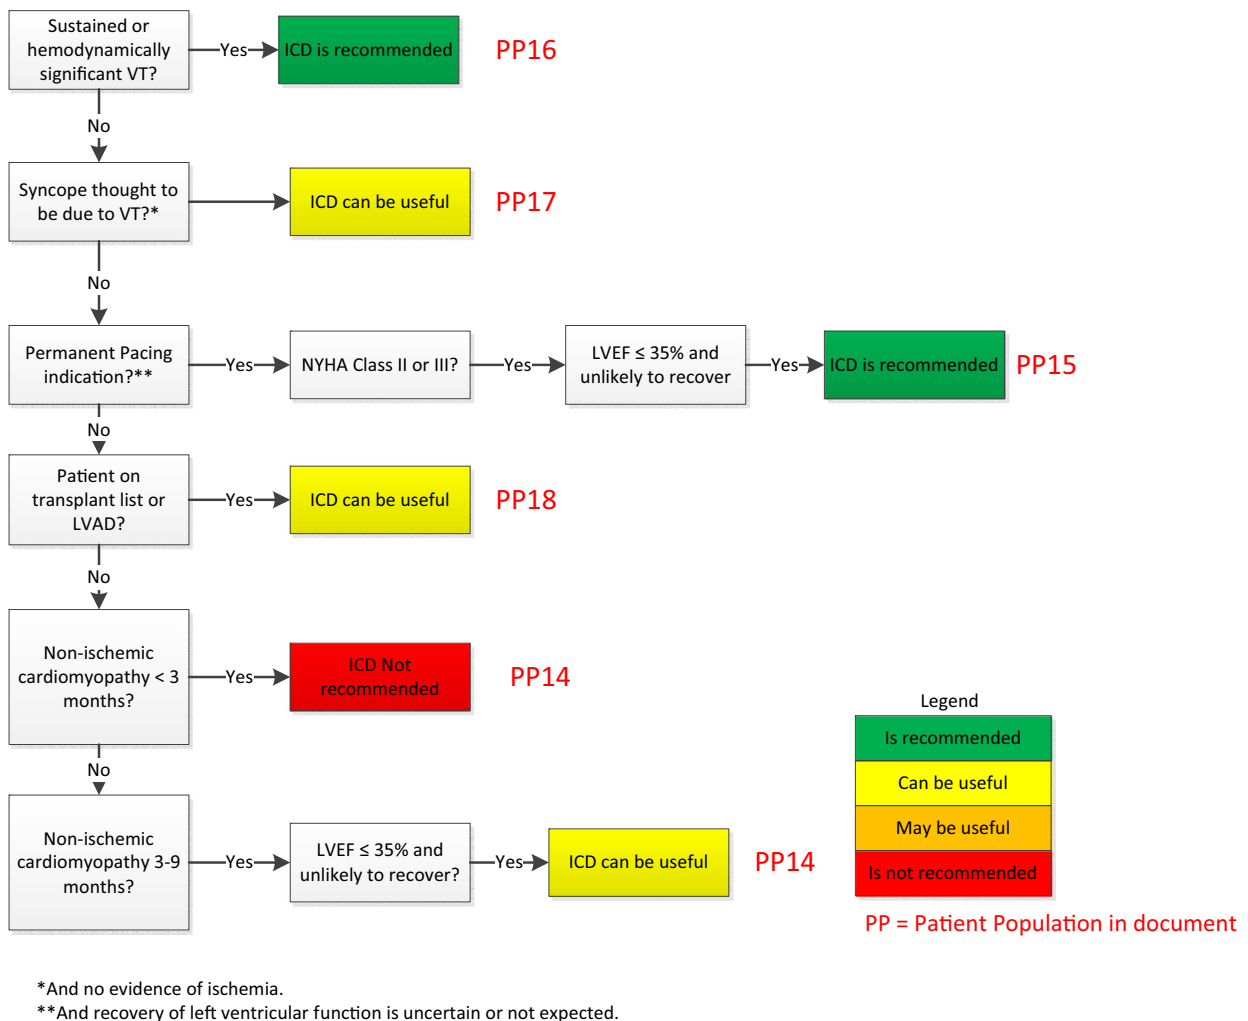 Sustained or
hemodynamically
significant VT?
Yes
ICD is recommended
PP16
No
Syncope thought to
be due to VT?*
ICD can be useful
PP17
No
Permanent Pacing
indication?**
Yes
NYHA Class II or III?
Yes
LVEF ≤ 35% and
unlikely to recover
Yes
ICD is recommended
PP15
No
Patient on
transplant list or
LVAD?
Yes
ICD can be useful
PP18
No
Non-ischemic
cardiomyopathy < 3
months?
Yes
ICD Not
recommended
PP14
No
Non-ischemic
cardiomyopathy 3-9
months?
Yes
LVEF ≤ 35% and
unlikely to recover?
Yes
ICD can be useful
PP14
Legend
Is recommended
Can be useful
May be useful
Is not recommended
PP = Patient Population in document
*And no evidence of ischemia.
**And recovery of left ventricular function is uncertain or not expected.